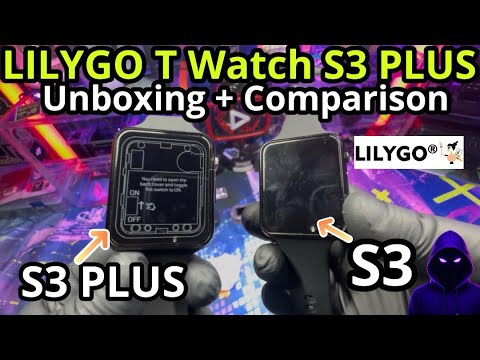 LILYGO T Watch S3 PLUS
Unboxing + Comparison
LILYGO®
You need to open the
back cover and toggle
the switch to ON.
ON
OFF
S3 PLUS
S3